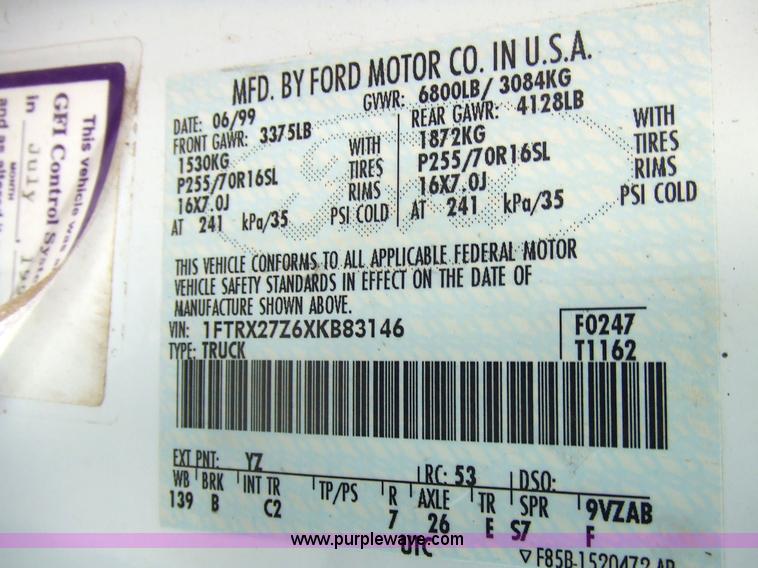 MFD. BY FORD MOTOR CO. IN U.S.A.
DATE: 06/99 GVWR: 6800LB/ 3084KG
FRONT GAWR: 3375LB REAR GAWR: 4128LB
1530KG WITH 1872KG WITH
P255/70R16SL TIRES P255/70R16SL TIRES
16X7.0J RIMS 16X7.0J RIMS
AT 241 kPa/35 PSI COLD AT 241 kPa/35 PSI COLD
THIS VEHICLE CONFORMS TO ALL APPLICABLE FEDERAL MOTOR
VEHICLE SAFETY STANDARDS IN EFFECT ON THE DATE OF
MANUFACTURE SHOWN ABOVE.
VIN: 1FTRX27Z6XKB83146 F0247
TYPE: TRUCK T1162
EXT PNT: YZ RC: 53 DSO:
WB BRK INT TR TP/PS R AXLE TR SPR 9VZAB
139 B C2 7 26 E S7 F
UTC
▽ F85B-1520472
This vehicle was
GFI Control
in July, 19
MONTH
www.purplewave.com